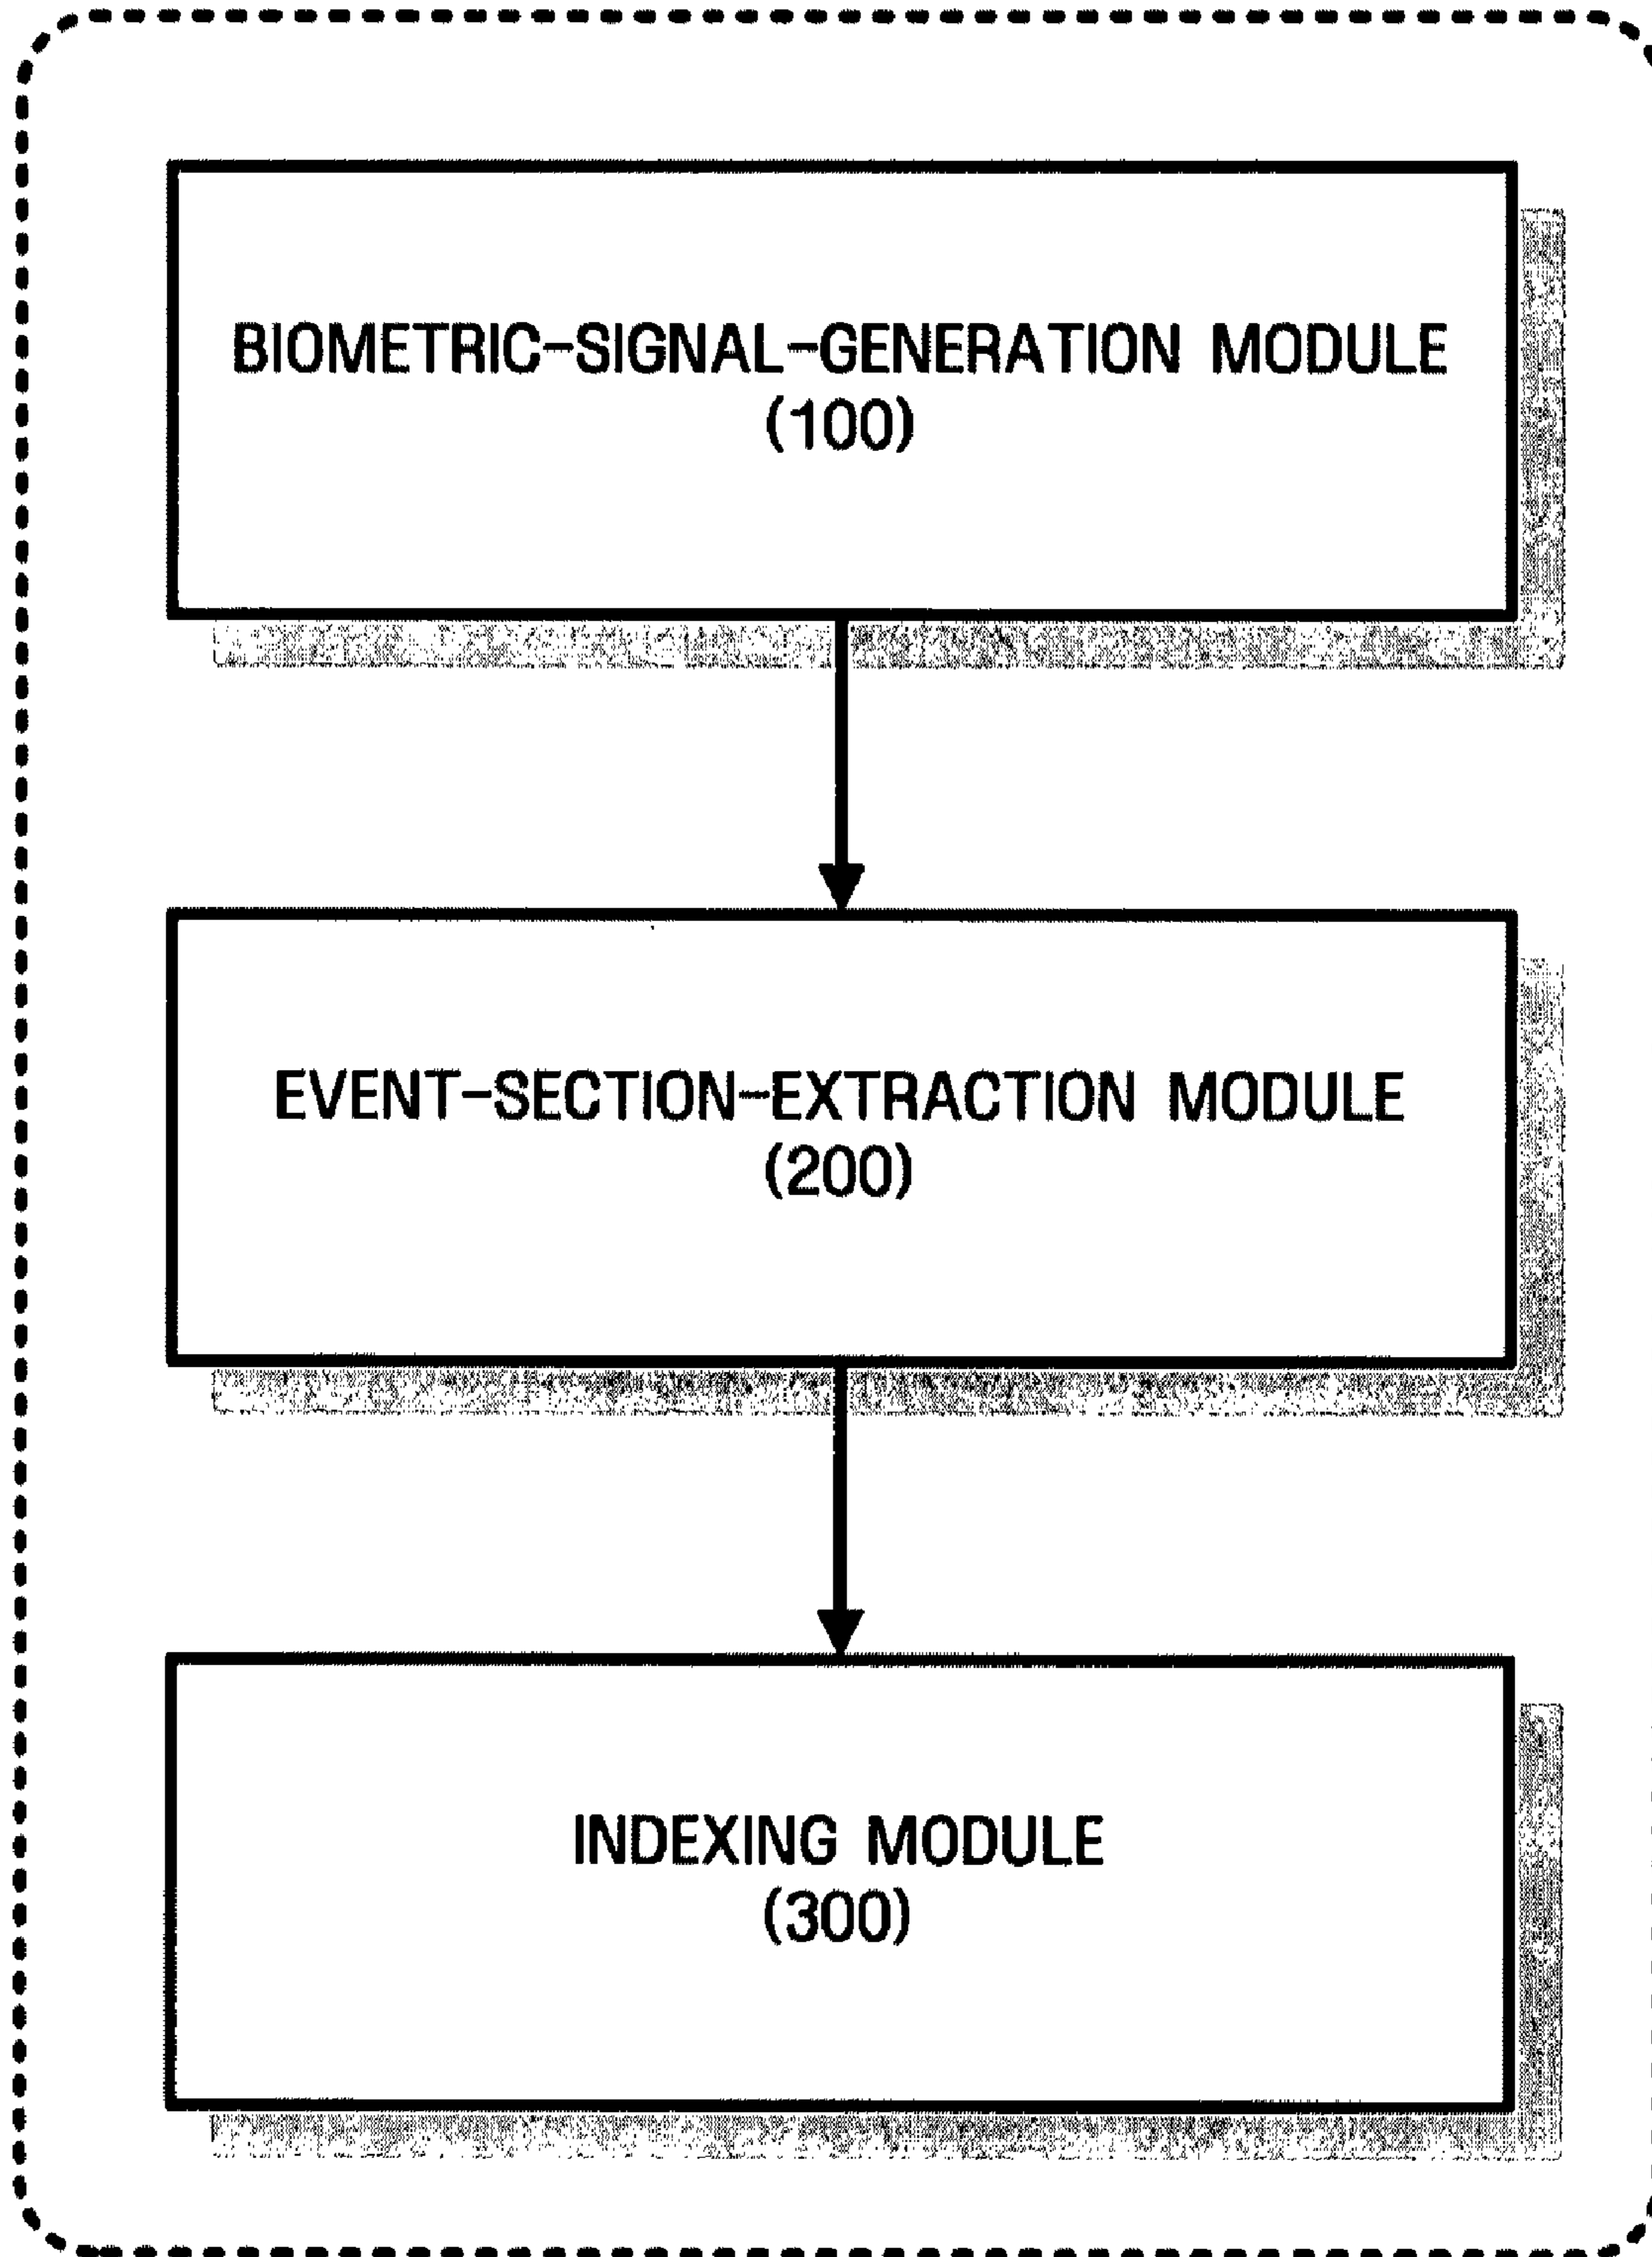 BIOMETRIC-SIGNAL-GENERATION MODULE
(100)
EVENT-SECTION-EXTRACTION MODULE
(200)
INDEXING MODULE
(300)